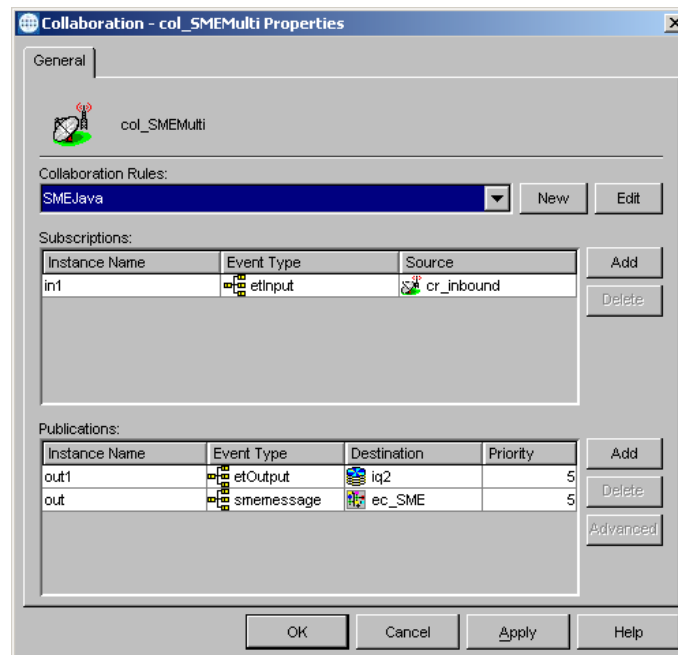 Collaboration - col_SMEMulti Properties
General
col_SMEMulti
Collaboration Rules:
SMEJava
New
Edit
Subscriptions:
Instance Name Event Type Source
in1 etInput cr_inbound
Add
Delete
Publications:
Instance Name Event Type Destination Priority
out1 etOutput iq2 5
out smemessage ec_SME 5
Add
Delete
Advanced
OK Cancel Apply Help